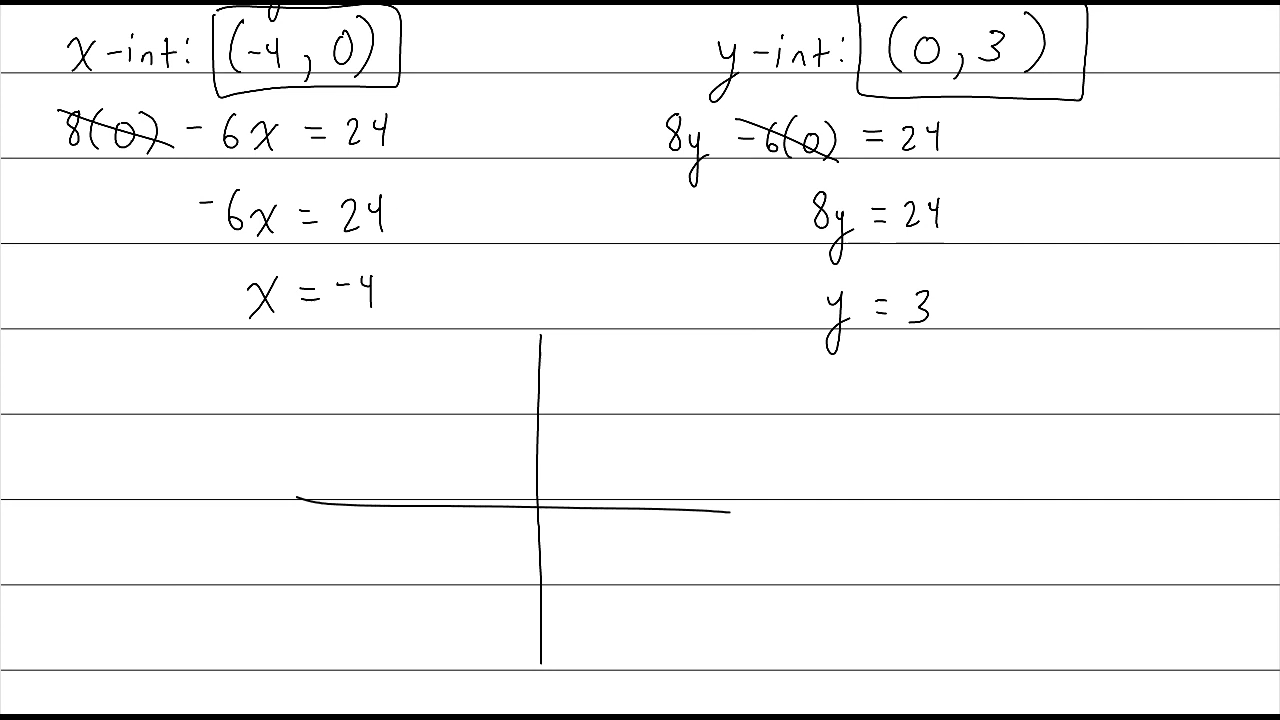 x-int: (-4, 0)
y-int: (0, 3)
8(0) - 6x = 24
8y - 6(0) = 24
-6x = 24
8y = 24
x = -4
y = 3